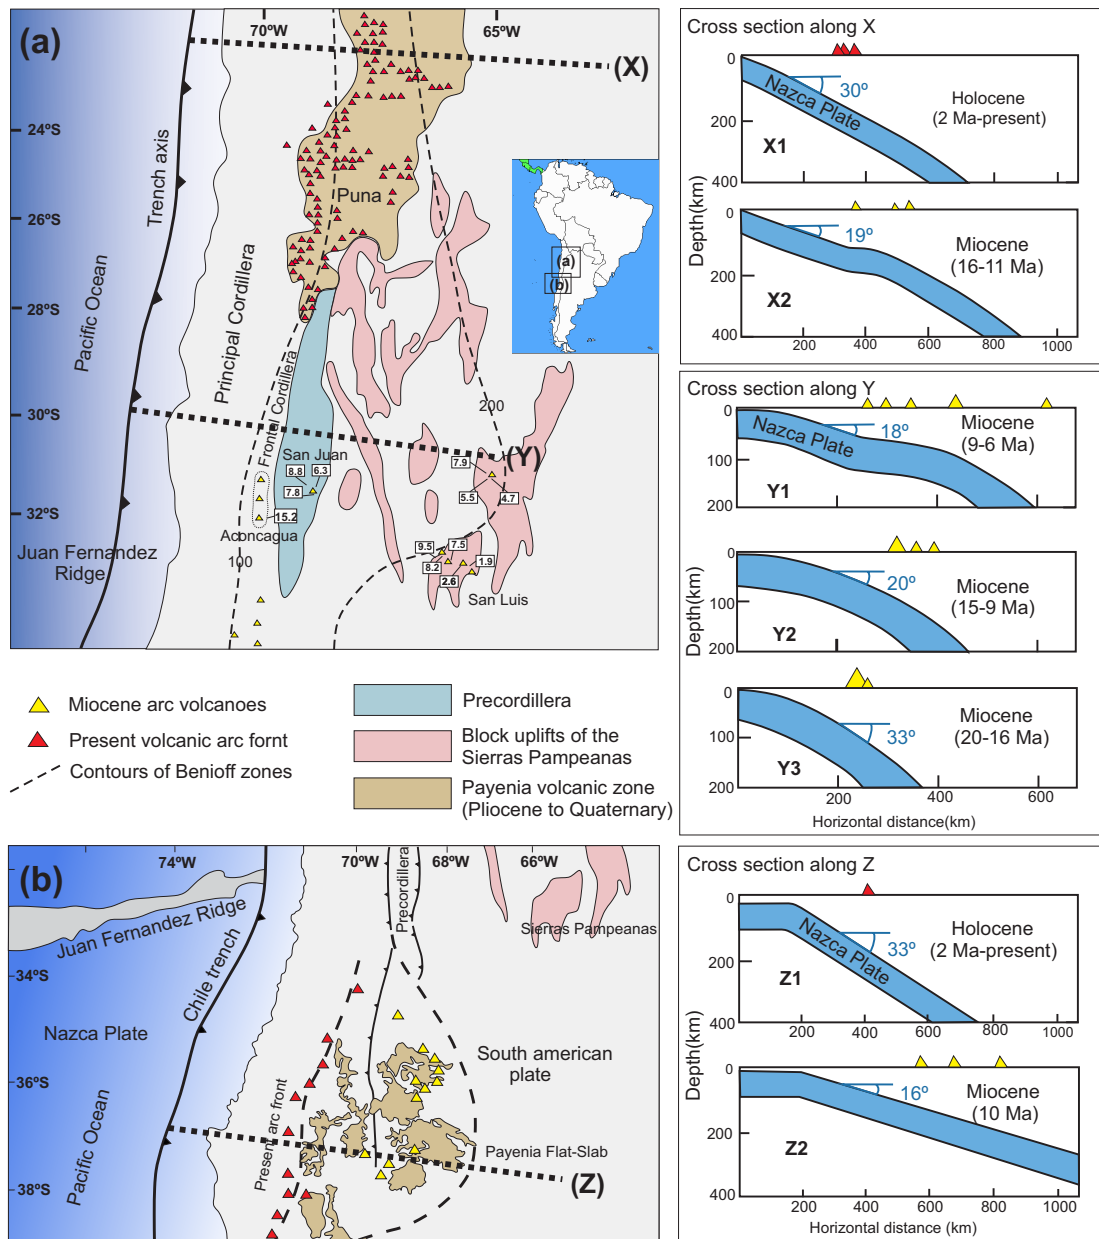 (a)
70ºW
65ºW
(X)
24ºS
Trench axis
Puna
26ºS
Pacific Ocean
Principal Cordillera
28ºS
Frontal Cordillera
30ºS
200
(Y)
San Juan
8.8
6.3
7.8
7.9
5.5
4.7
32ºS
15.2
Aconcagua
Juan Fernandez
Ridge
100
9.5
7.5
8.2
2.6
1.9
San Luis
(a)
(b)
Miocene arc volcanoes
Present volcanic arc fornt
Contours of Benioff zones
Precordillera
Block uplifts of the
Sierras Pampeanas
Payenia volcanic zone
(Pliocene to Quaternary)
(b)
74ºW
70ºW
68ºW
66ºW
Juan Fernandez Ridge
Chile trench
Precordillera
Sierras Pampeanas
34ºS
Nazca Plate
South american
plate
36ºS
Pacific Ocean
Present arc front
Payenia Flat-Slab
38ºS
(Z)
Cross section along X
0
200
400
Nazca Plate
30º
X1
Holocene
(2 Ma-present)
Depth(km)
0
200
400
19º
X2
Miocene
(16-11 Ma)
200
400
600
800
1000
Cross section along Y
0
100
200
Nazca Plate
18º
Y1
Miocene
(9-6 Ma)
Depth(km)
0
100
200
20º
Y2
Miocene
(15-9 Ma)
0
100
200
33º
Y3
Miocene
(20-16 Ma)
200
400
600
Horizontal distance(km)
Cross section along Z
0
200
400
Nazca Plate
33º
Z1
Holocene
(2 Ma-present)
200
400
600
800
1000
Depth(km)
0
200
400
16º
Z2
Miocene
(10 Ma)
200
400
600
800
1000
Horizontal distance (km)